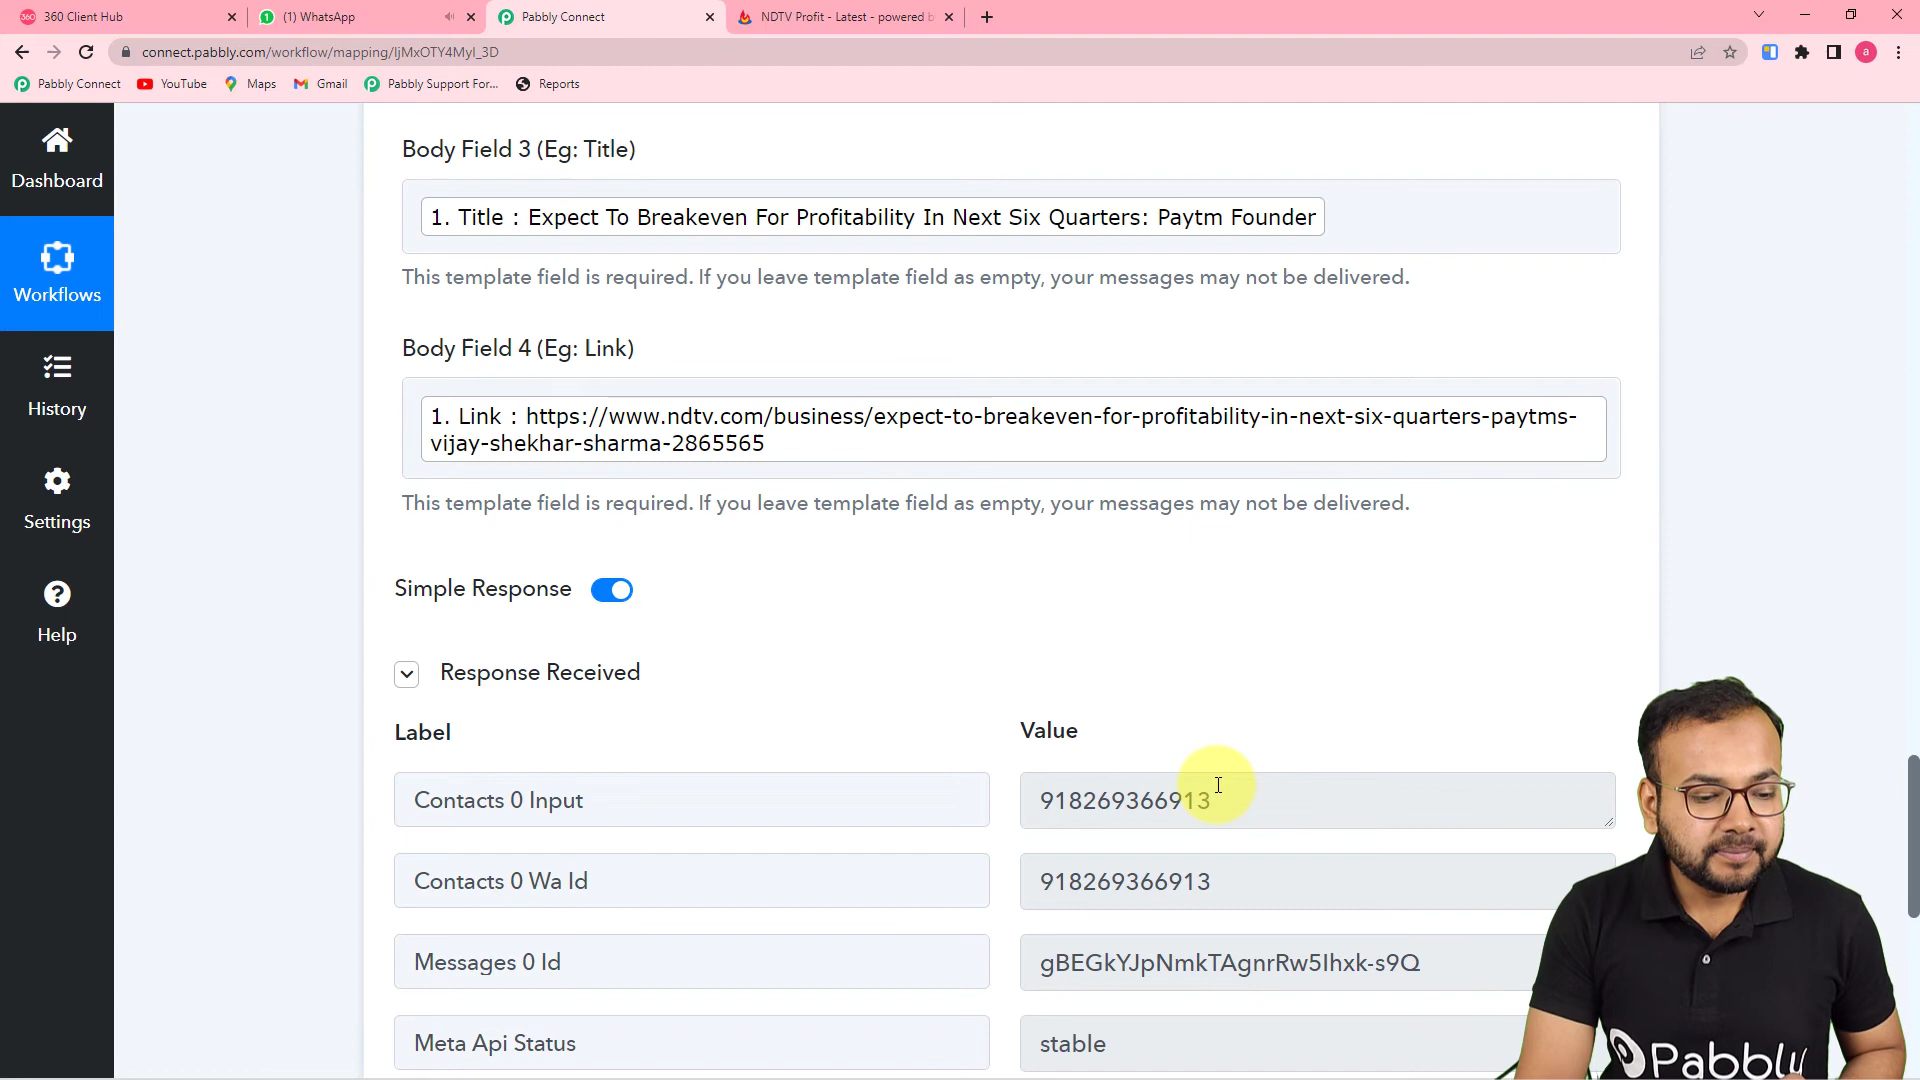 360 Client Hub
(1) WhatsApp
Pabbly Connect
NDTV Profit - Latest - powered b
connect.pabbly.com/workflow/mapping/IjMxOTY4MyI_3D
a
Pabbly Connect
YouTube
Maps
Gmail
Pabbly Support For...
Reports
Dashboard
Workflows
History
Settings
Help
Body Field 3 (Eg: Title)
1. Title : Expect To Breakeven For Profitability In Next Six Quarters: Paytm Founder
This template field is required. If you leave template field as empty, your messages may not be delivered.
Body Field 4 (Eg: Link)
1. Link : https://www.ndtv.com/business/expect-to-breakeven-for-profitability-in-next-six-quarters-paytms-
vijay-shekhar-sharma-2865565
This template field is required. If you leave template field as empty, your messages may not be delivered.
Simple Response
Response Received
Label
Value
Contacts 0 Input
918269366913
Contacts 0 Wa Id
918269366913
Messages 0 Id
gBEGkYJpNmkTAgnrRw5Ihxk-s9Q
Meta Api Status
stable
Pabbly